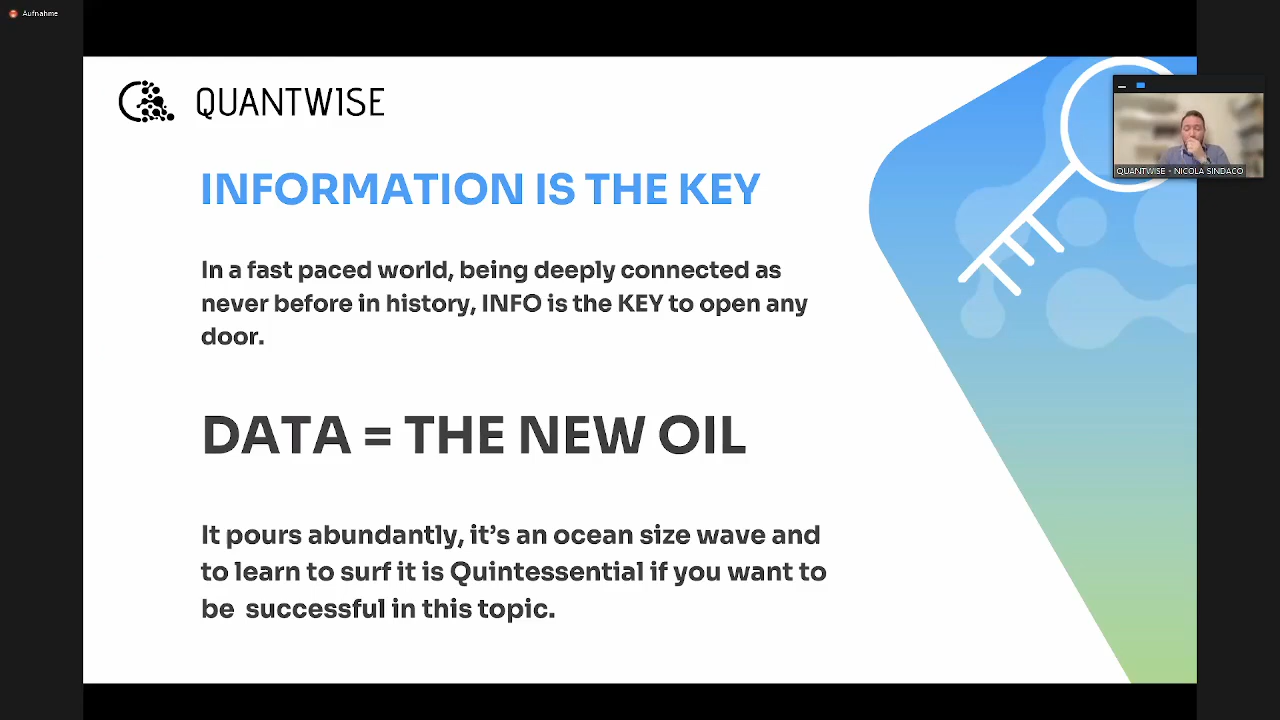 Aufnahme
QUANTWISE
INFORMATION IS THE KEY
In a fast paced world, being deeply connected as
never before in history, INFO is the KEY to open any
door.
DATA = THE NEW OIL
It pours abundantly, it's an ocean size wave and
to learn to surf it is Quintessential if you want to
be  successful in this topic.
QUANTWISE - NICOLA SINDACO